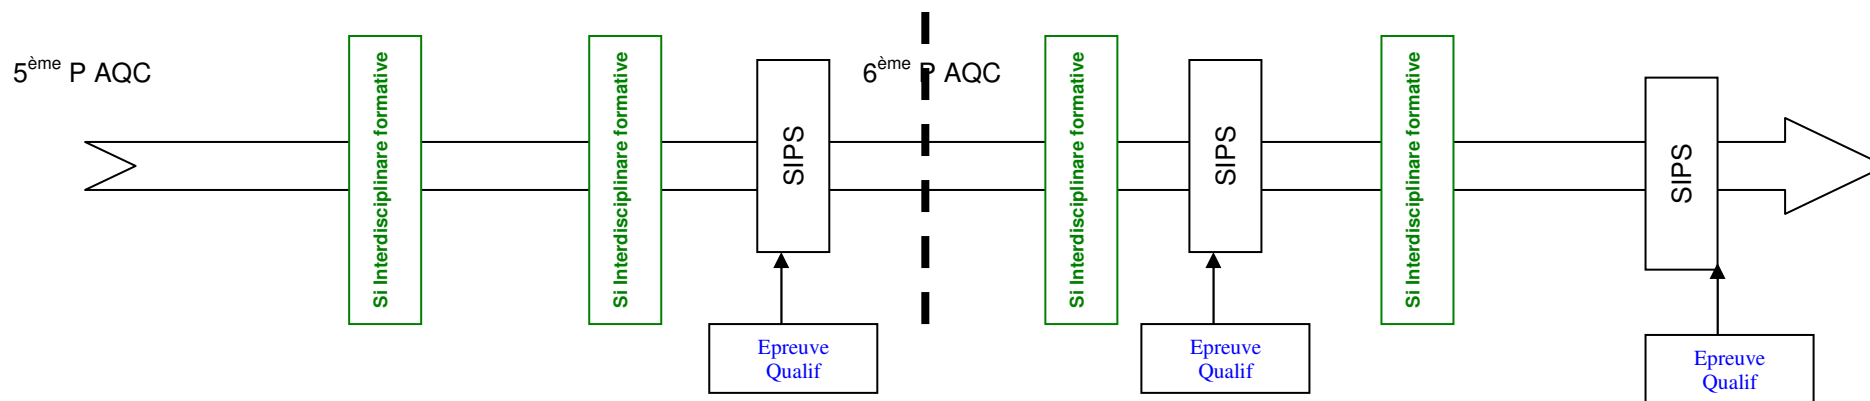 5ème P AQC
6ème P AQC
Si Interdisciplinare formative
Si Interdisciplinare formative
SIPS
Si Interdisciplinare formative
SIPS
Si Interdisciplinare formative
SIPS
Epreuve
Qualif
Epreuve
Qualif
Epreuve
Qualif